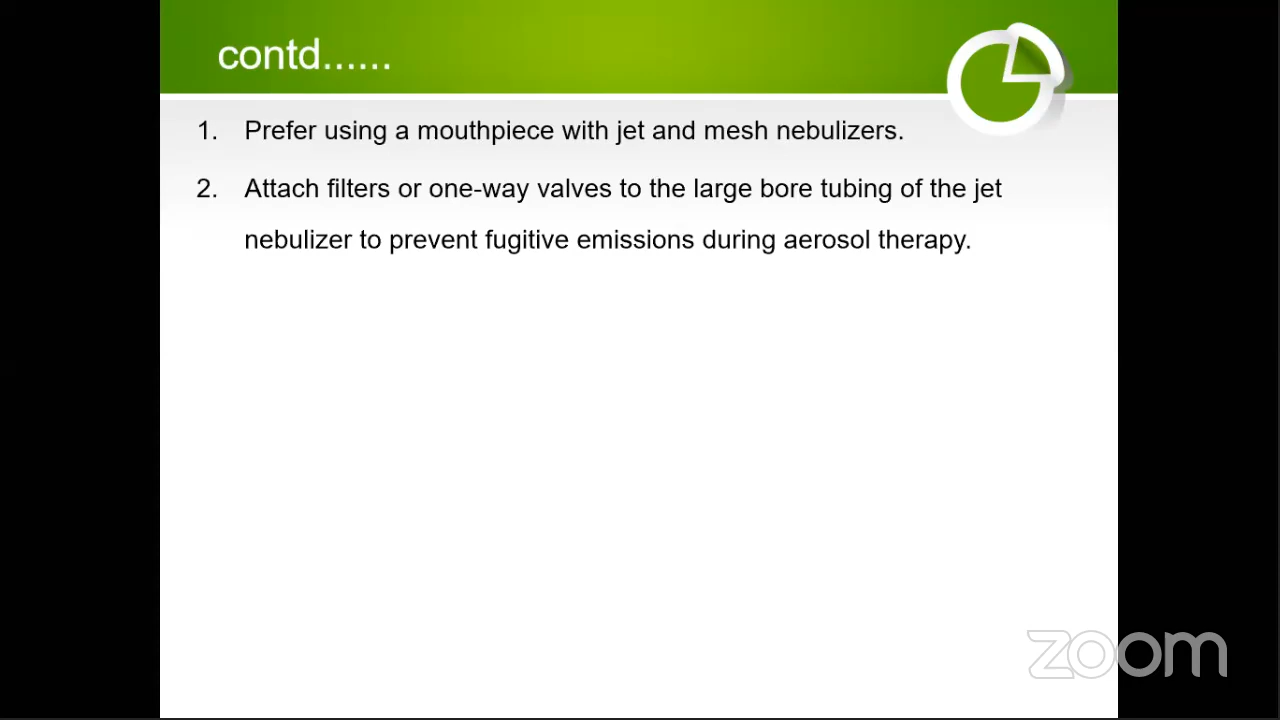 contd......
1. Prefer using a mouthpiece with jet and mesh nebulizers.
2. Attach filters or one-way valves to the large bore tubing of the jet
nebulizer to prevent fugitive emissions during aerosol therapy.
zoom